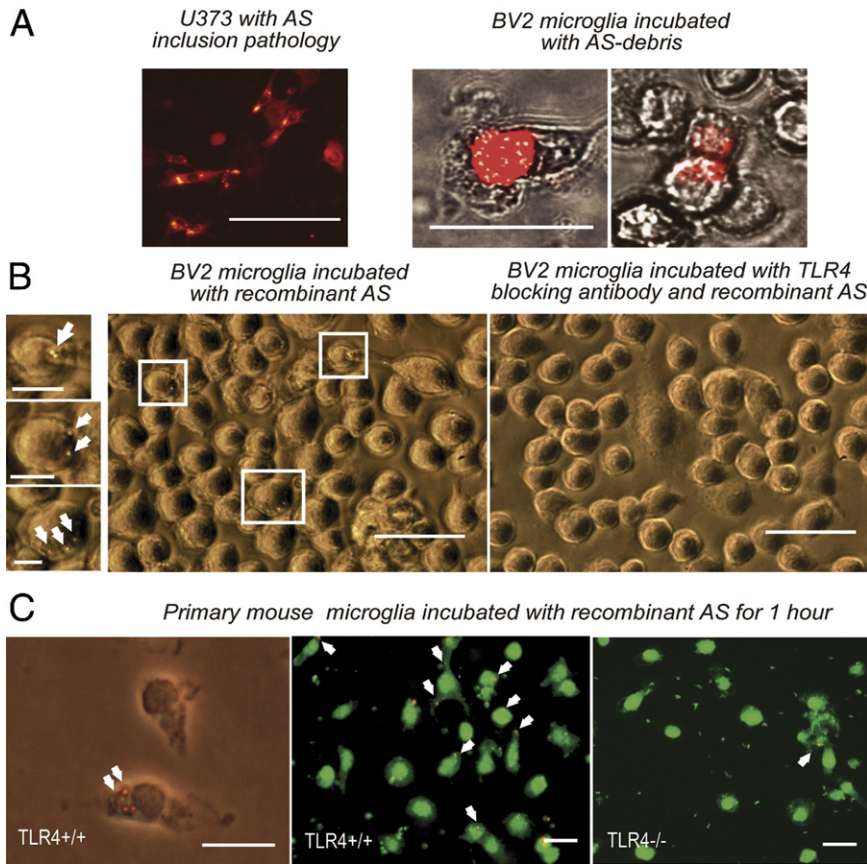 A
U373 with AS
inclusion pathology
BV2 microglia incubated
with AS-debris
B
BV2 microglia incubated
with recombinant AS
BV2 microglia incubated with TLR4
blocking antibody and recombinant AS
C
Primary mouse microglia incubated with recombinant AS for 1 hour
TLR4+/+
TLR4+/+
TLR4-/-